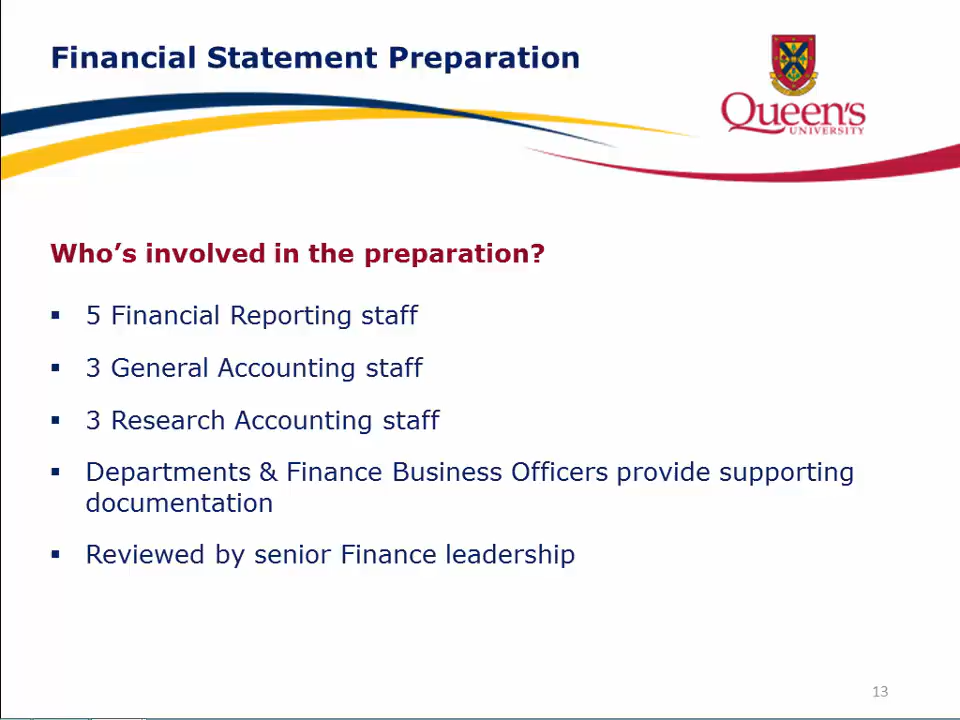 Financial Statement Preparation
Queen's
UNIVERSITY
Who's involved in the preparation?
▪ 5 Financial Reporting staff
▪ 3 General Accounting staff
▪ 3 Research Accounting staff
▪ Departments & Finance Business Officers provide supporting
documentation
▪ Reviewed by senior Finance leadership
13